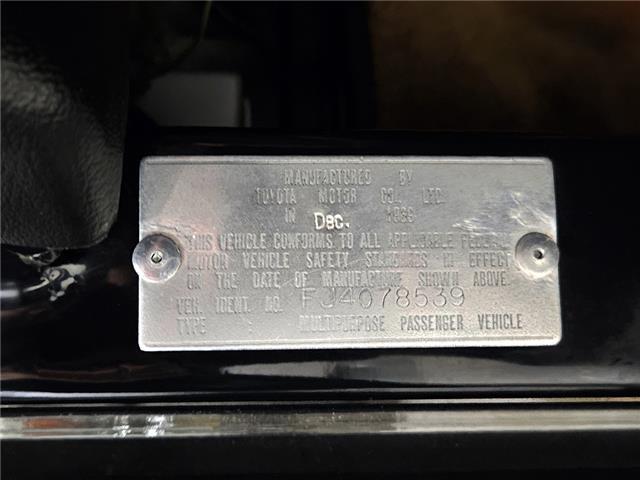 MANUFACTURED BY
TOYOTA MOTOR CO., LTD.
IN Dec. 1969
THIS VEHICLE CONFORMS TO ALL APPLICABLE FEDERAL
MOTOR VEHICLE SAFETY STANDARDS IN EFFECT
ON THE DATE OF MANUFACTURE SHOWN ABOVE.
VEH. IDENT. NO. FJ4078539
TYPE MULTIPURPOSE PASSENGER VEHICLE